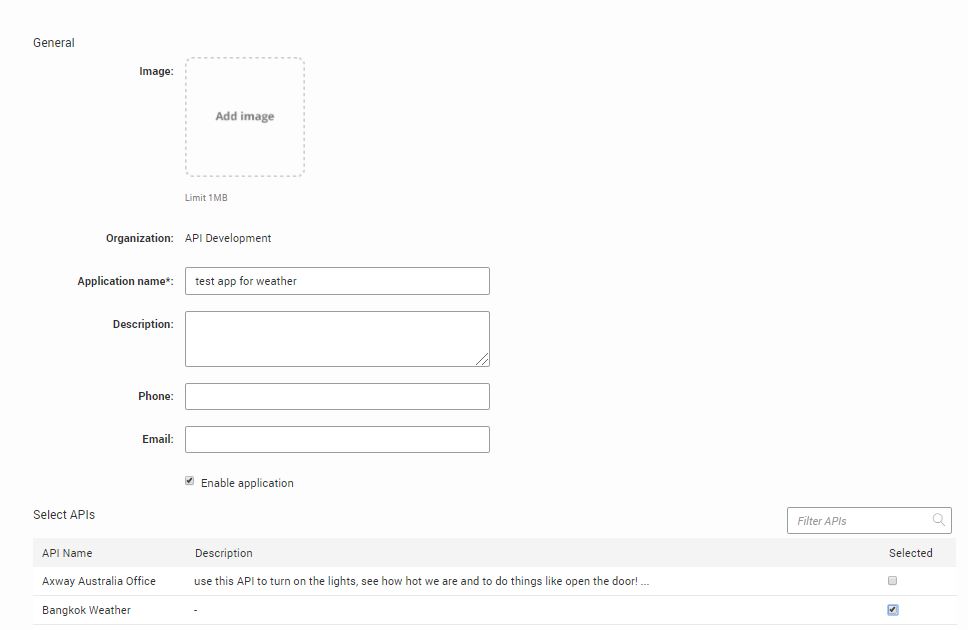 General
Image:
Add image
Limit 1MB
Organization: API Development
Application name*: test app for weather
Description:
Phone:
Email:
Enable application
Select APIs
Filter APIs
API Name Description Selected
Axway Australia Office use this API to turn on the lights, see how hot we are and to do things like open the door! ...
Bangkok Weather -